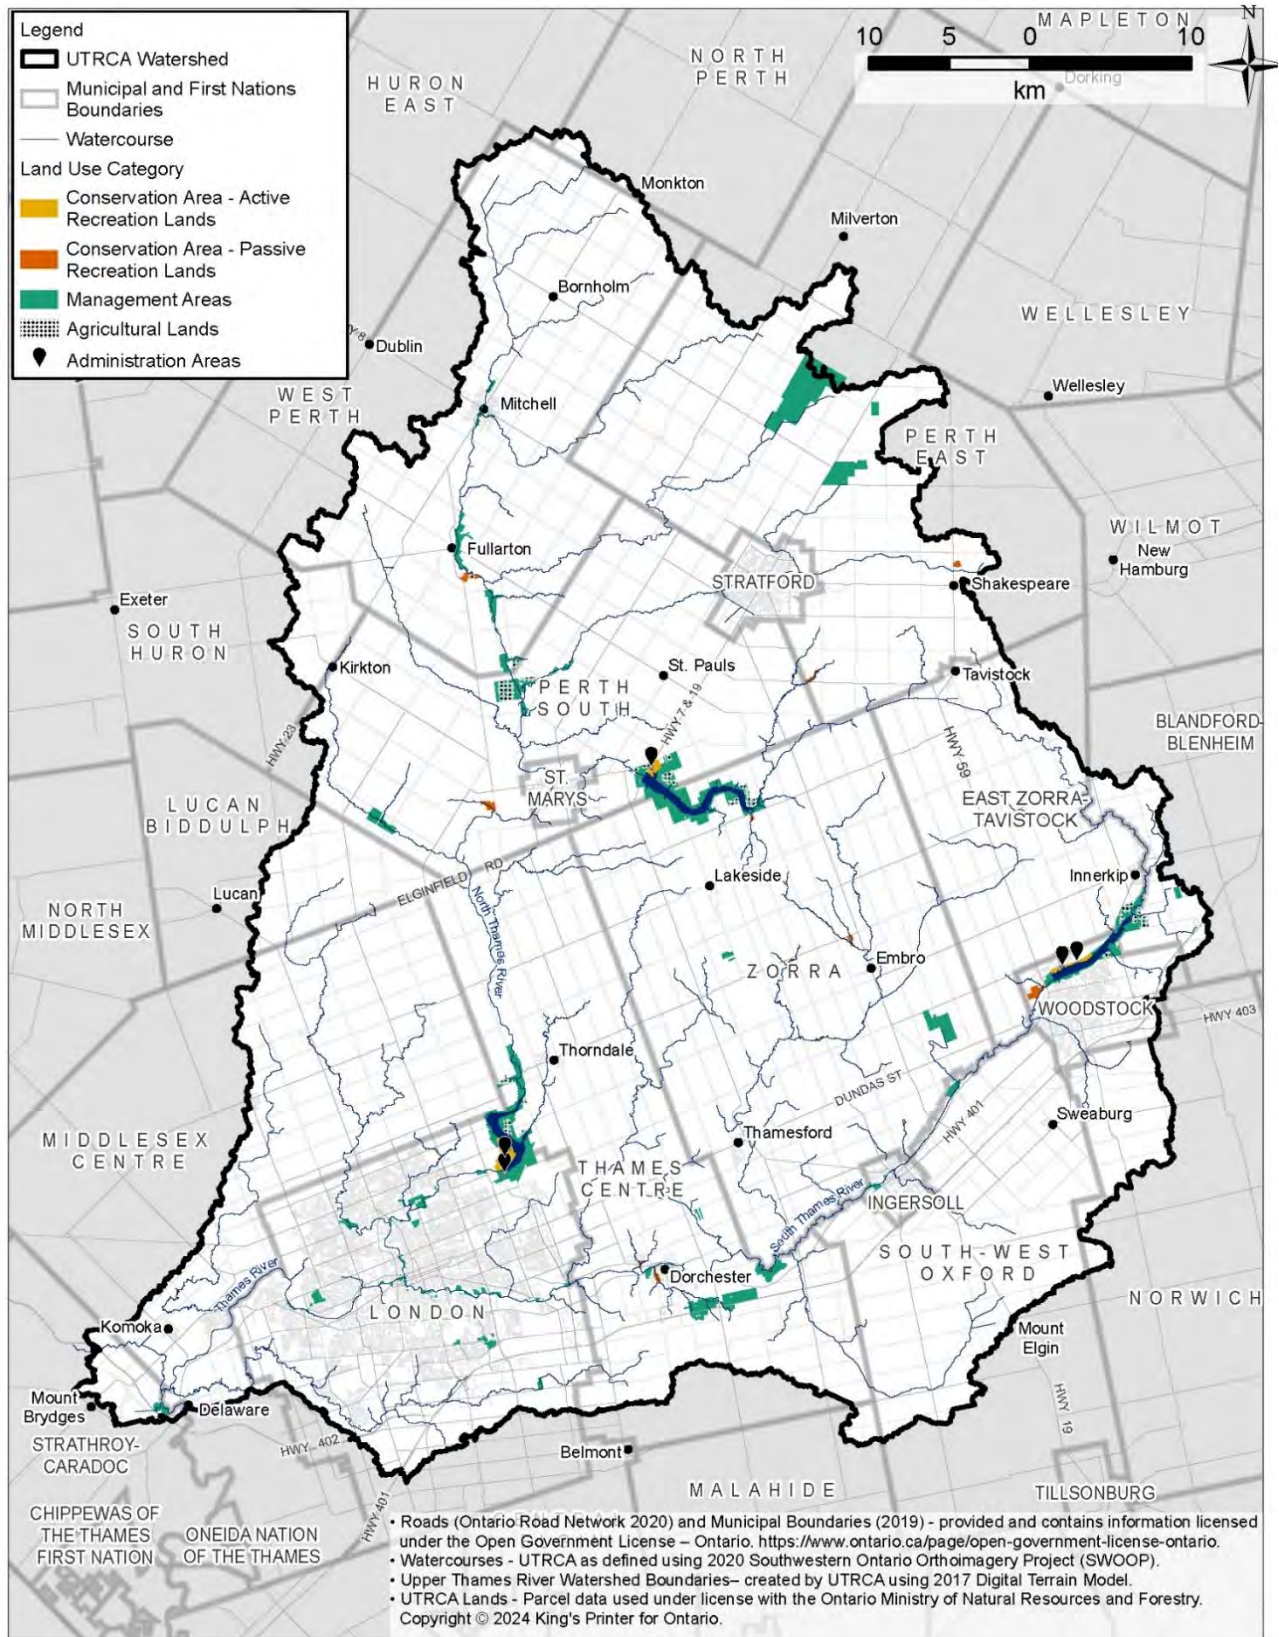 Legend
UTRCA Watershed
Municipal and First Nations
Boundaries
Watercourse
Land Use Category
Conservation Area - Active
Recreation Lands
Conservation Area - Passive
Recreation Lands
Management Areas
Agricultural Lands
Administration Areas
MAPLETON
N
10 5 0 10
km
Dorking
NORTH
PERTH
HURON
EAST
Monkton
Milverton
Bornholm
WELLESLEY
Dublin
WEST
PERTH
Mitchell
Wellesley
PERTH
EAST
WILMOT
New
Hamburg
Fullarton
STRATFORD
Shakespeare
Exeter
SOUTH
HURON
Kirkton
St. Pauls
Tavistock
PERTH
SOUTH
HWY 7 & 19
HWY 23
HWY 59
BLANDFORD-
BLENHEIM
ST.
MARYS
EAST ZORRA-
TAVISTOCK
LUCAN
BIDDULPH
ELGINFIELD RD
Lakeside
Innerkip
Lucan
NORTH
MIDDLESEX
North Thames River
ZORRA
Embro
WOODSTOCK
HWY 403
Thorndale
DUNDAS ST
HWY 401
Sweaburg
MIDDLESEX
CENTRE
Thamesford
THAMES
CENTRE
INGERSOLL
South Thames River
SOUTH-WEST
OXFORD
Dorchester
Thames River
LONDON
NORWICH
Komoka
Mount
Elgin
Mount
Brydges
Delaware
HWY 19
STRATHROY-
CARADOC
HWY 402
Belmont
HWY 401
MALAHIDE
TILLSONBURG
CHIPPEWAS OF
THE THAMES
FIRST NATION
ONEIDA NATION
OF THE THAMES
• Roads (Ontario Road Network 2020) and Municipal Boundaries (2019) - provided and contains information licensed
under the Open Government License – Ontario. https://www.ontario.ca/page/open-government-license-ontario.
• Watercourses - UTRCA as defined using 2020 Southwestern Ontario Orthoimagery Project (SWOOP).
• Upper Thames River Watershed Boundaries– created by UTRCA using 2017 Digital Terrain Model.
• UTRCA Lands - Parcel data used under license with the Ontario Ministry of Natural Resources and Forestry.
Copyright © 2024 King's Printer for Ontario.